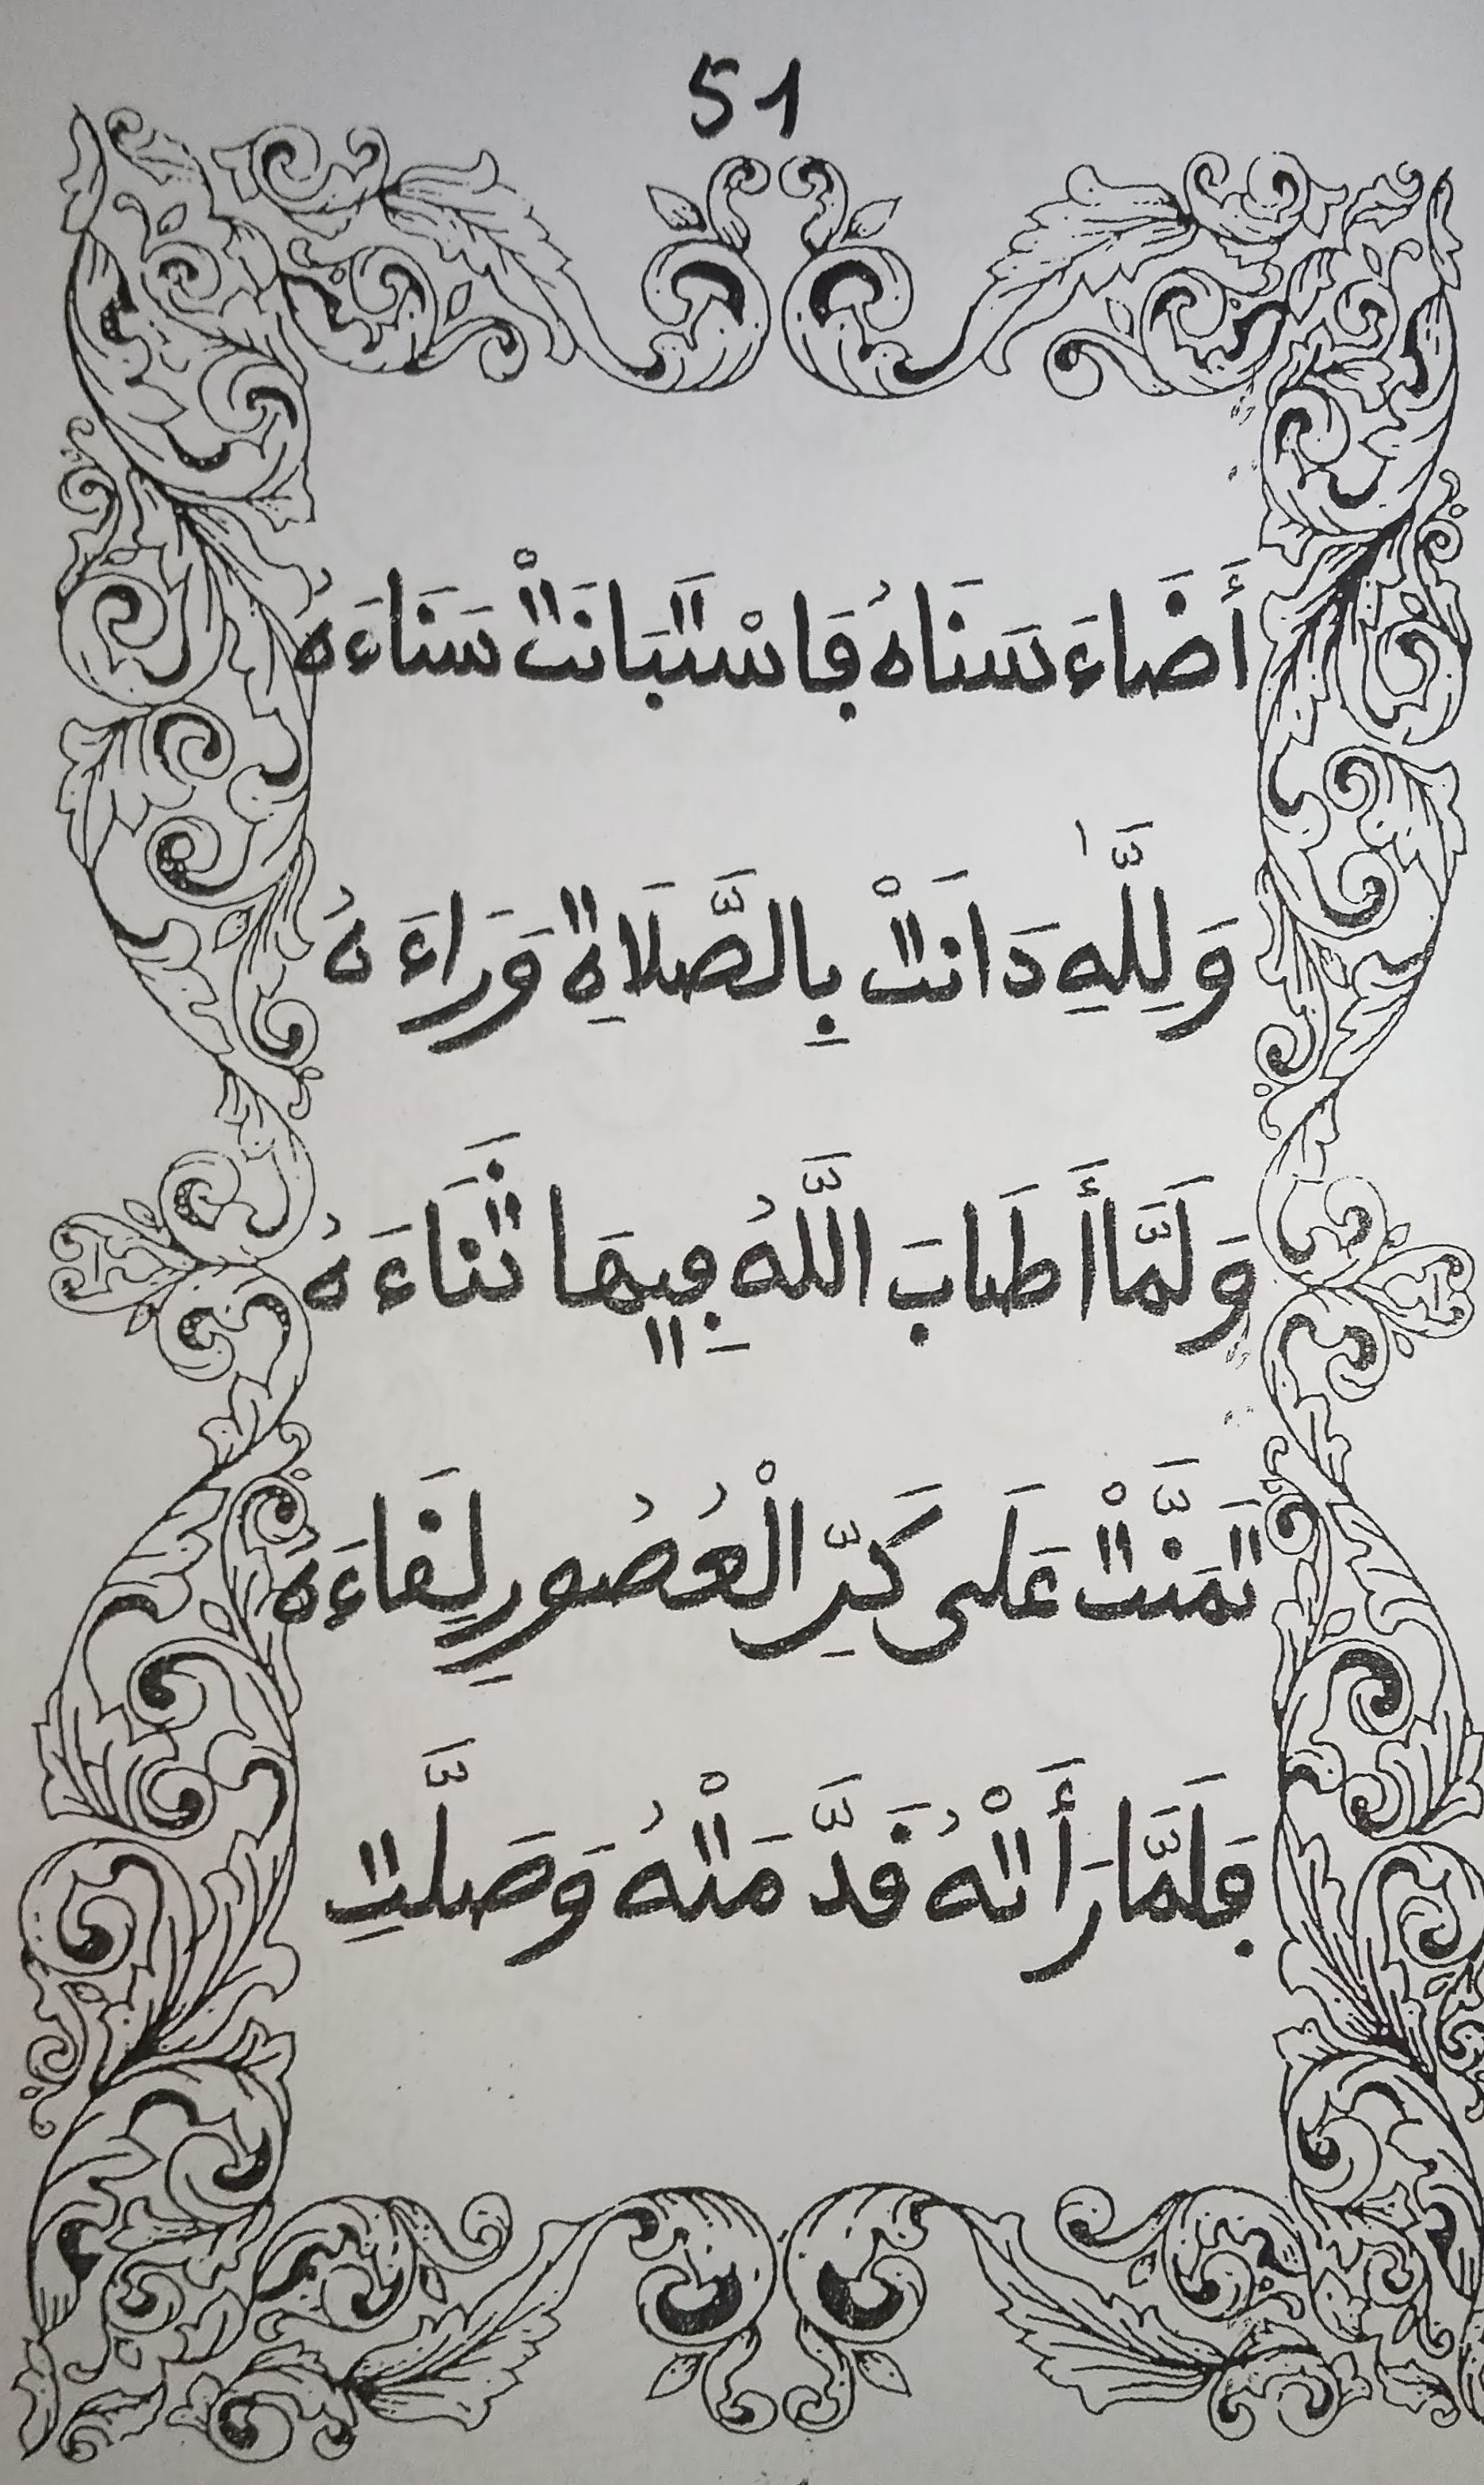 51
أَضَاءَ سَنَاهُ فَاسْتَبَانَتْ سَنَاءَهُ
وَلِلَّهِ دَانَتْ بِالصَّلَاةِ وَرَاءَهُ
وَلَمَّا أَطَابَ اللَّهُ فِيهَا ثَنَاءَهُ
تَمَنَّتْ عَلَى كَرِّ الْعُصُورِ لِقَاءَهُ
فَلَمَّا رَأَتْهُ قَدَّمَتْهُ وَصَلَّتِ